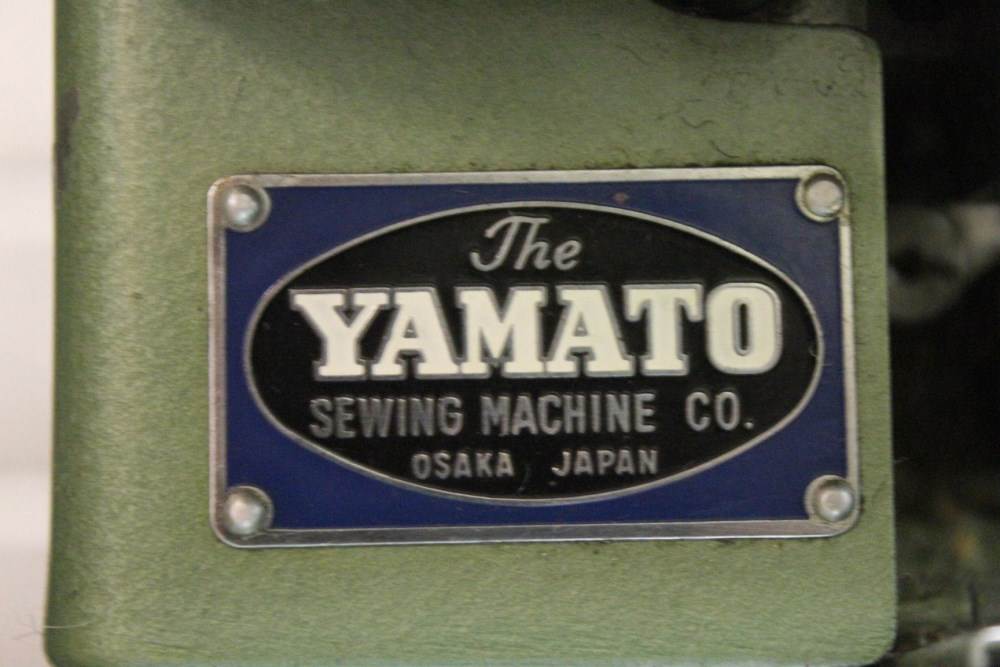 The
YAMATO
SEWING MACHINE CO.
OSAKA JAPAN